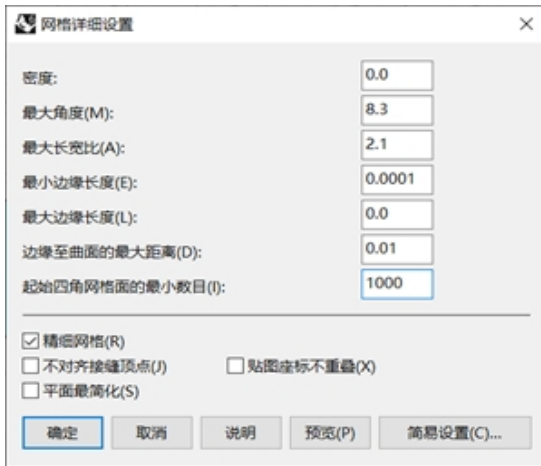 网格详细设置
密度: 0.0
最大角度(M): 8.3
最大长宽比(A): 2.1
最小边缘长度(E): 0.0001
最大边缘长度(L): 0.0
边缘至曲面的最大距离(D): 0.01
起始四角网格面的最小数目(I): 1000
精细网格(R)
不对齐接缝顶点(J) 贴图座标不重叠(X)
平面最简化(S)
确定 取消 说明 预览(P) 简易设置(C)...